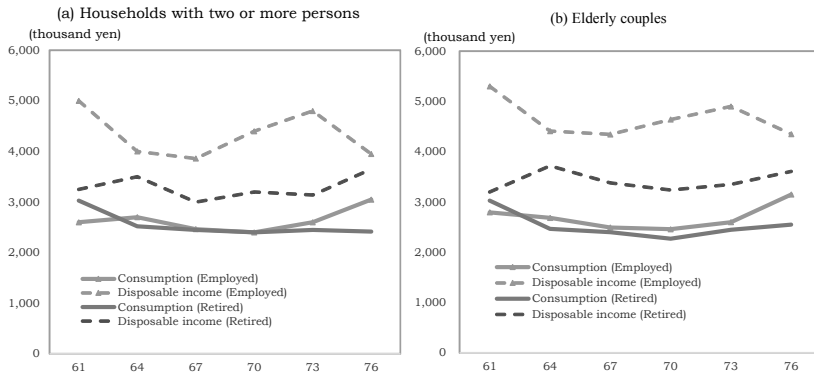 (a) Households with two or more persons
(thousand yen)
6,000
5,000
4,000
3,000
2,000
1,000
0
61 64 67 70 73 76
Consumption (Employed)
Disposable income (Employed)
Consumption (Retired)
Disposable income (Retired)
(b) Elderly couples
(thousand yen)
6,000
5,000
4,000
3,000
2,000
1,000
0
61 64 67 70 73 76
Consumption (Employed)
Disposable income (Employed)
Consumption (Retired)
Disposable income (Retired)